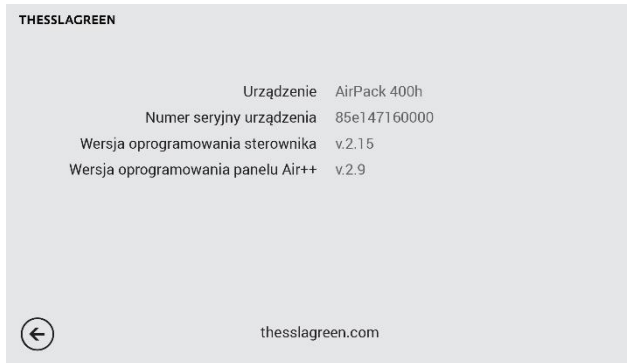 THESSLAGREEN
Urządzenie AirPack 400h
Numer seryjny urządzenia 85e147160000
Wersja oprogramowania sterownika v.2.15
Wersja oprogramowania panelu Air++ v.2.9
thesslagreen.com